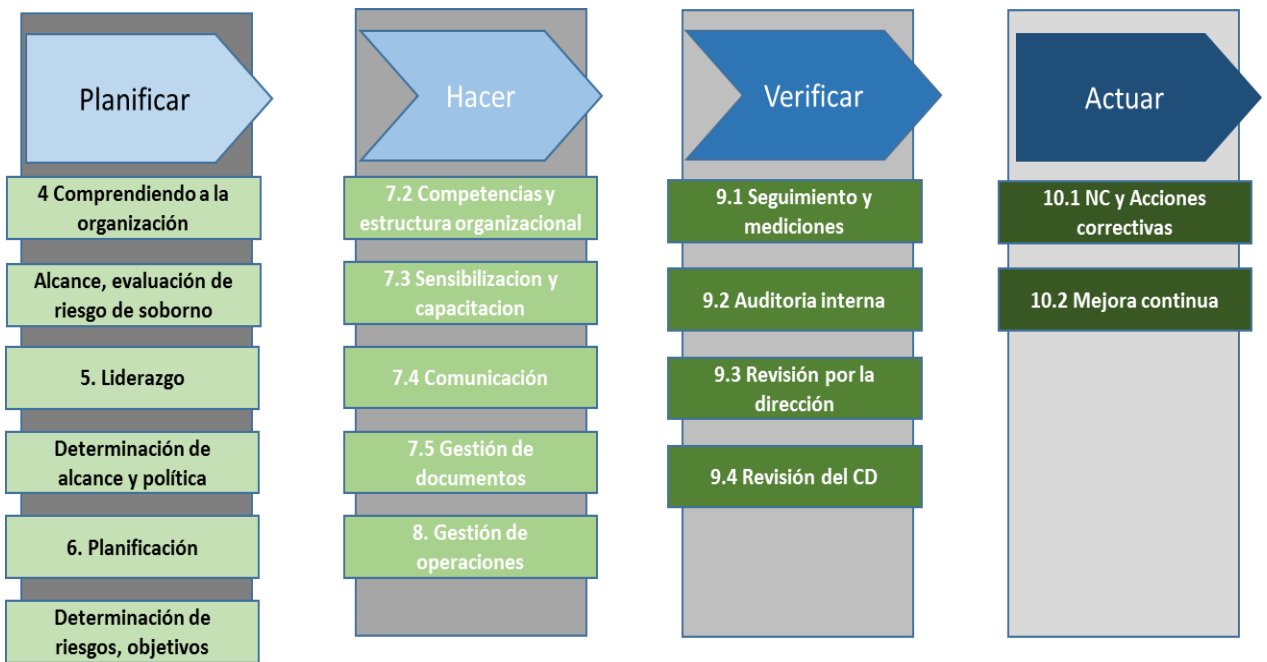 Planificar
4 Comprendiendo a la
organización
Alcance, evaluación de
riesgo de soborno
5. Liderazgo
Determinación de
alcance y política
6. Planificación
Determinación de
riesgos, objetivos
Hacer
7.2 Competencias y
estructura organizacional
7.3 Sensibilizacion y
capacitacion
7.4 Comunicación
7.5 Gestión de
documentos
8. Gestión de
operaciones
Verificar
9.1 Seguimiento y
mediciones
9.2 Auditoria interna
9.3 Revisión por la
dirección
9.4 Revisión del CD
Actuar
10.1 NC y Acciones
correctivas
10.2 Mejora continua